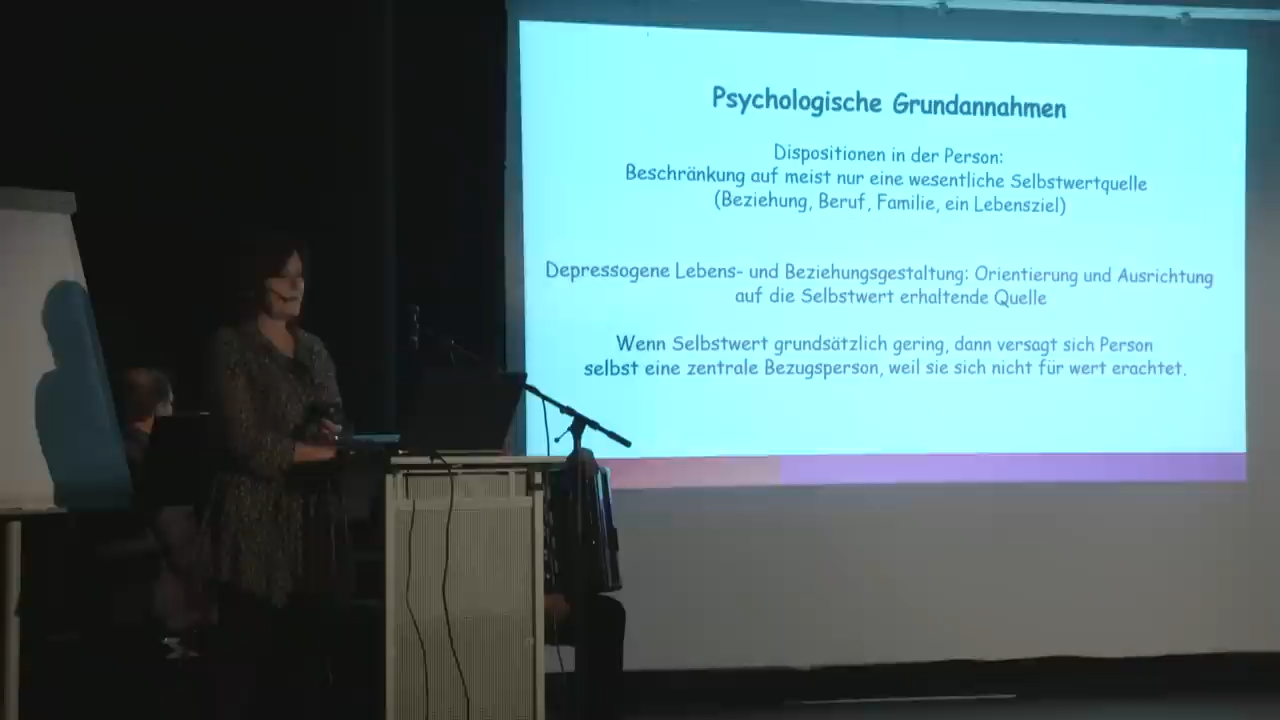 Psychologische Grundannahmen
Dispositionen in der Person:
Beschränkung auf meist nur eine wesentliche Selbstwertquelle
(Beziehung, Beruf, Familie, ein Lebensziel)
Depressogene Lebens- und Beziehungsgestaltung: Orientierung und Ausrichtung
auf die Selbstwert erhaltende Quelle
Wenn Selbstwert grundsätzlich gering, dann versagt sich Person
selbst eine zentrale Bezugsperson, weil sie sich nicht für wert erachtet.